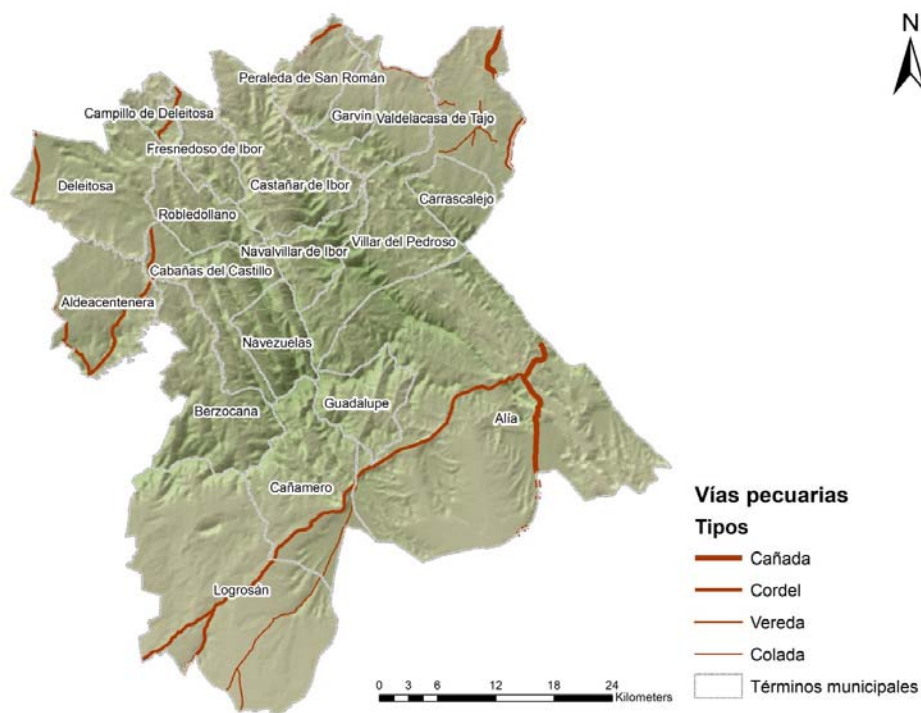 N
Peraleda de San Román
Campillo de Deleitosa
Garvín
Valdelacasa de Tajo
Fresnedoso de Ibor
Deleitosa
Castañar de Ibor
Carrascalejo
Robledollano
Navalvillar de Ibor
Villar del Pedroso
Cabañas del Castillo
Aldeacentenera
Navezuelas
Guadalupe
Berzocana
Alía
Cañamero
Logrosán
Vías pecuarias
Tipos
Cañada
Cordel
Vereda
Colada
Términos municipales
0 3 6 12 18 24
Kilometers